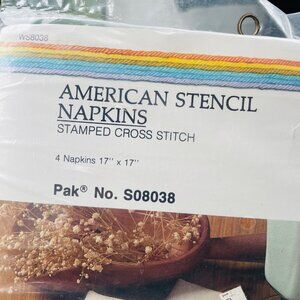 WS8038
AMERICAN STENCIL
NAPKINS
STAMPED CROSS STITCH
4 Napkins 17" x 17"
Pak® No. S08038